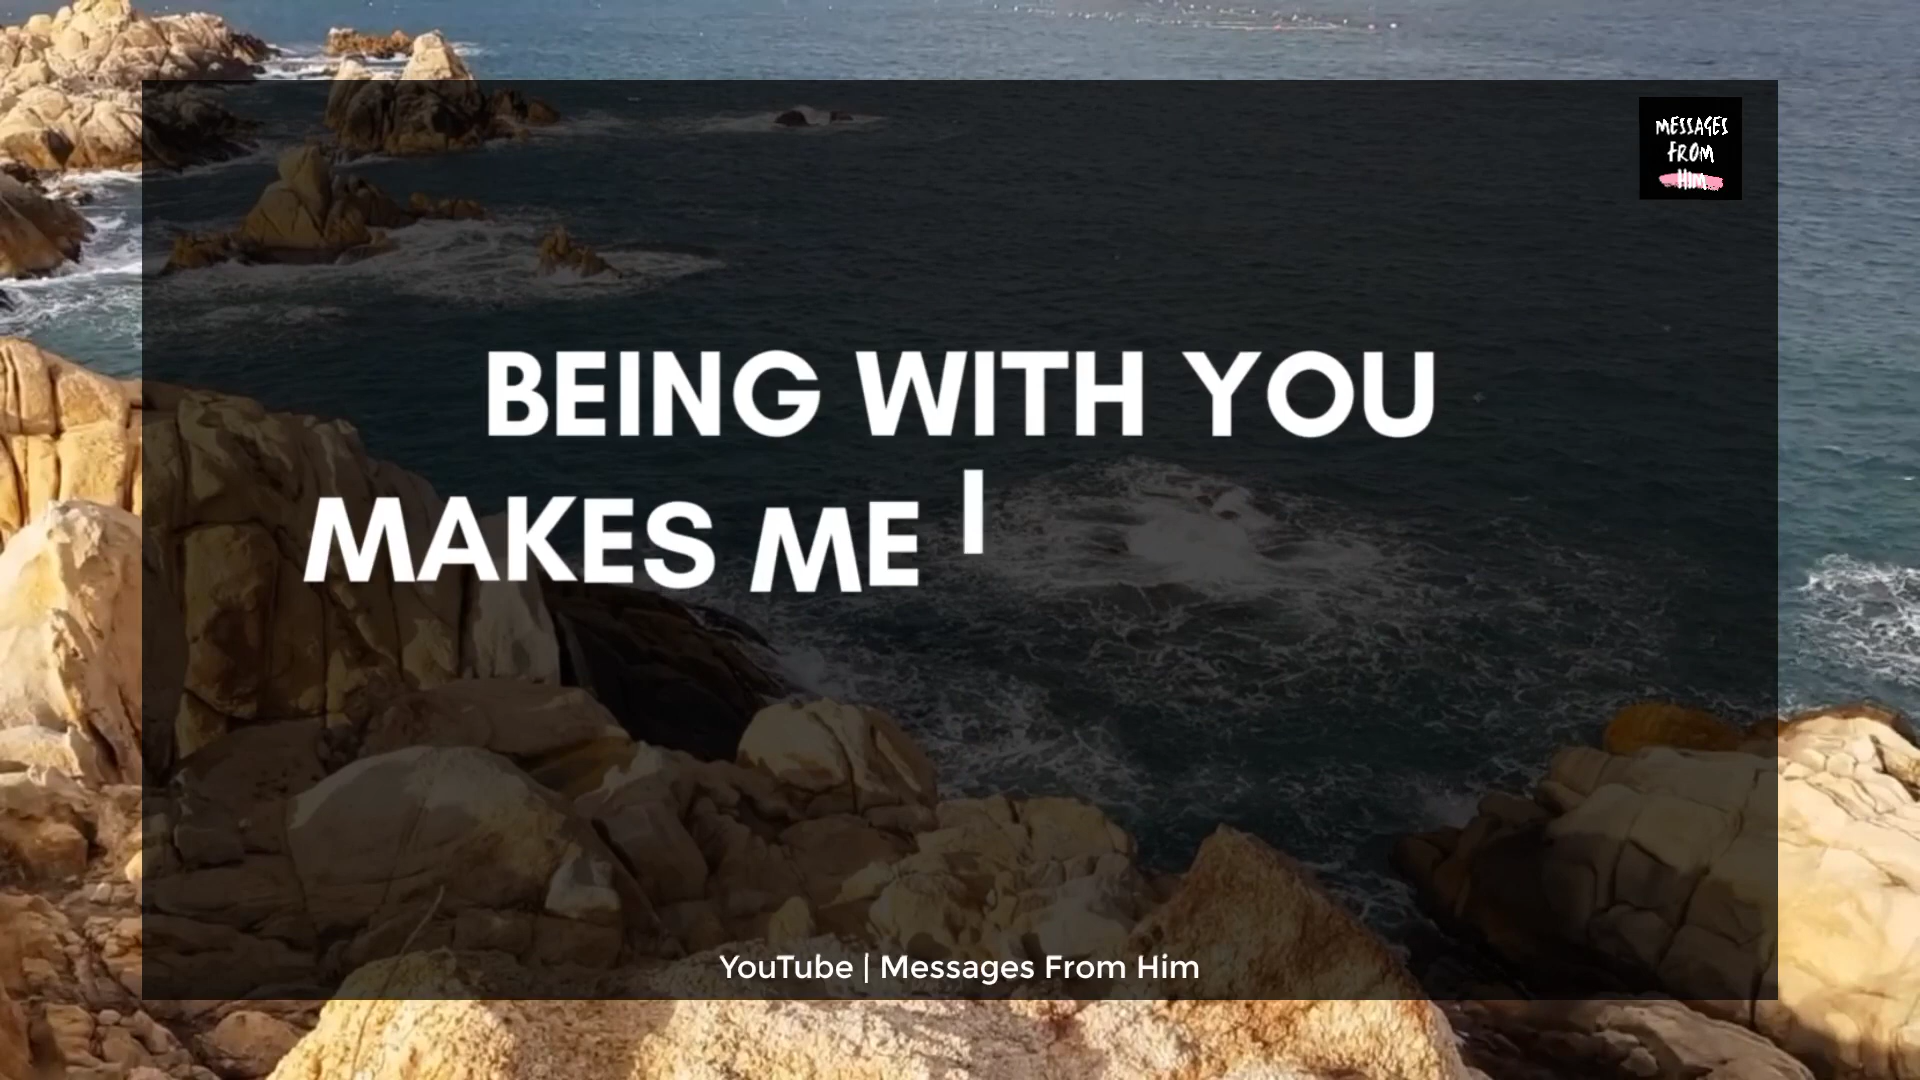 MESSAGES
FROM
HIM
BEING WITH YOU
MAKES ME
YouTube | Messages From Him